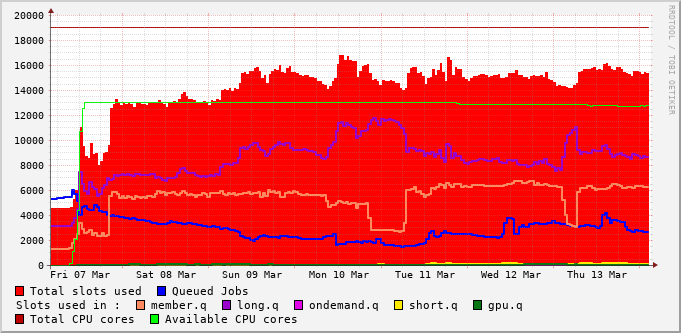 20000
18000
16000
14000
12000
10000
8000
6000
4000
2000
0
Fri 07 Mar Sat 08 Mar Sun 09 Mar Mon 10 Mar Tue 11 Mar Wed 12 Mar Thu 13 Mar
Total slots used Queued Jobs
Slots used in : member.q long.q ondemand.q short.q gpu.q
Total CPU cores Available CPU cores
RRDTOOL / TOBI OETIKER